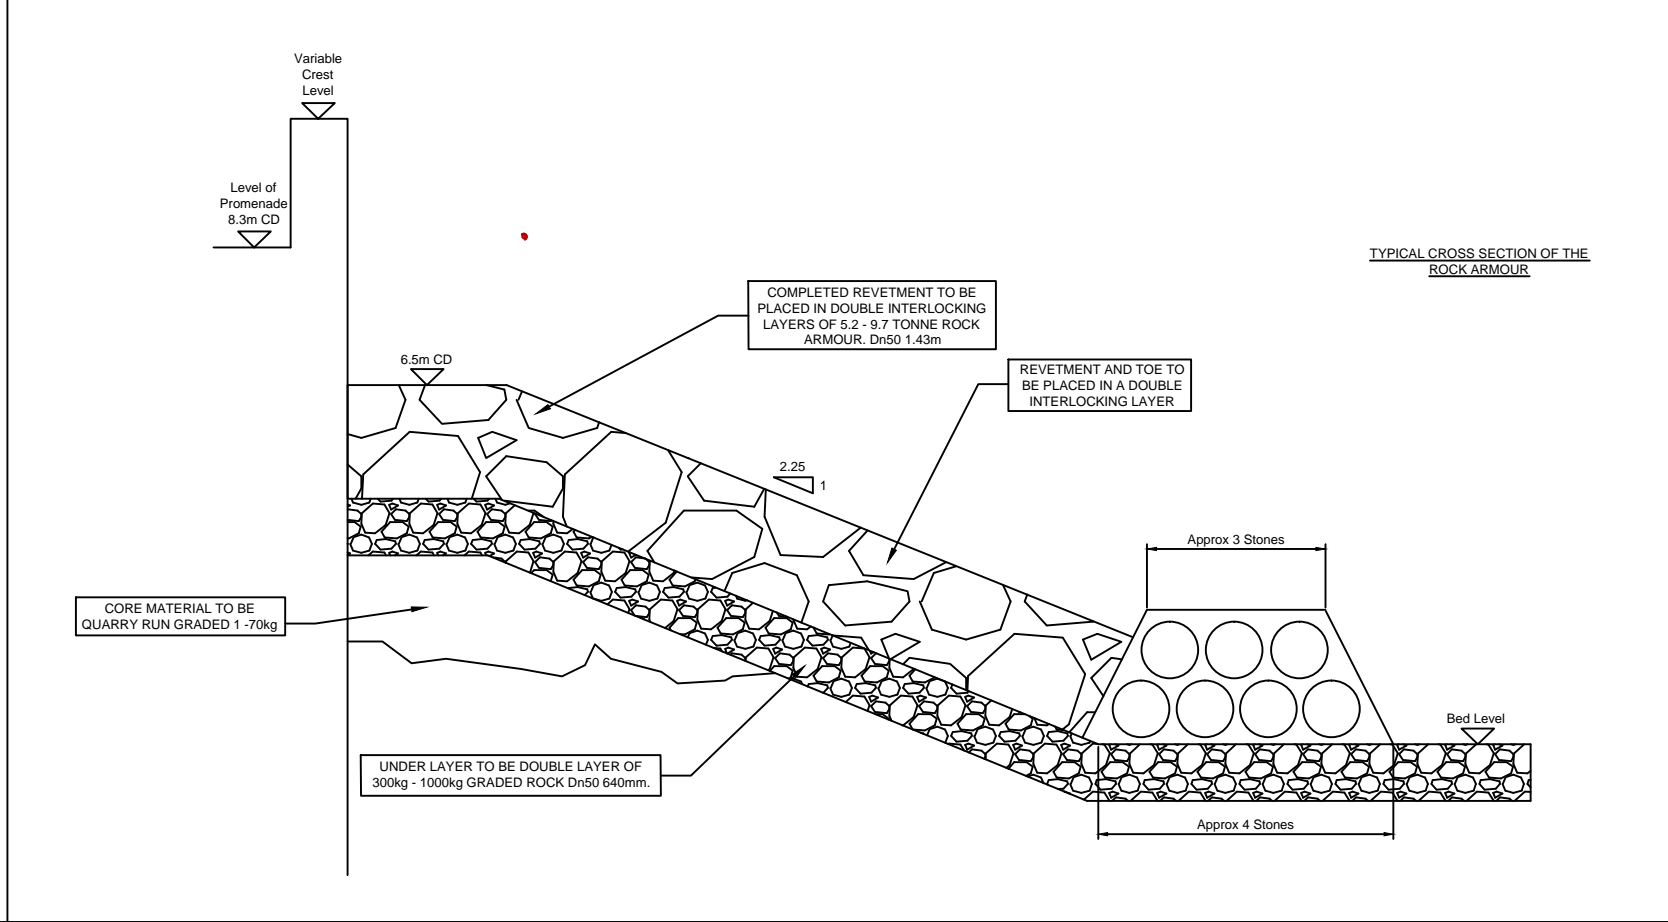 Variable
Crest
Level
Level of
Promenade
8.3m CD
TYPICAL CROSS SECTION OF THE
ROCK ARMOUR
COMPLETED REVETMENT TO BE
PLACED IN DOUBLE INTERLOCKING
LAYERS OF 5.2 - 9.7 TONNE ROCK
ARMOUR. Dn50 1.43m
6.5m CD
REVETMENT AND TOE TO
BE PLACED IN A DOUBLE
INTERLOCKING LAYER
2.25
1
Approx 3 Stones
CORE MATERIAL TO BE
QUARRY RUN GRADED 1 -70kg
Bed Level
UNDER LAYER TO BE DOUBLE LAYER OF
300kg - 1000kg GRADED ROCK Dn50 640mm.
Approx 4 Stones